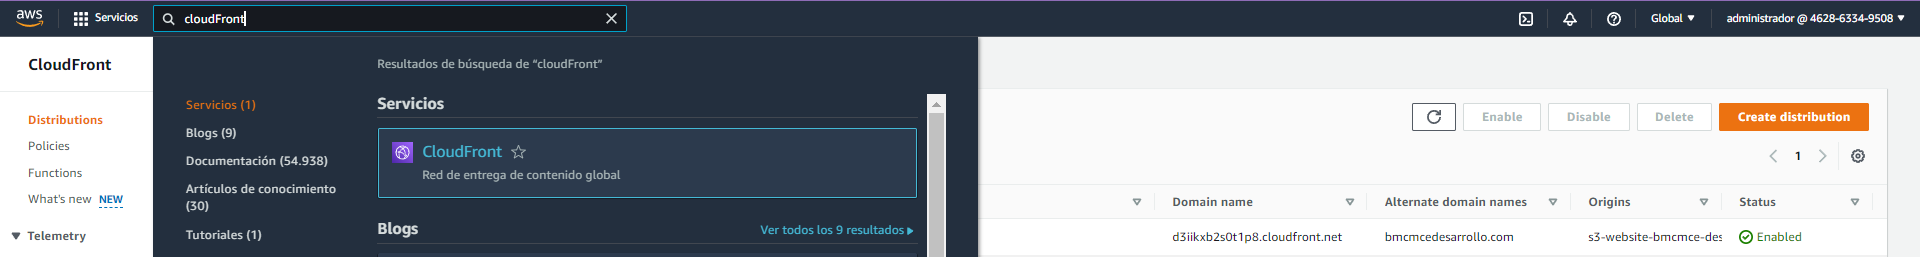 aws
Servicios
cloudFront
Global
administrador @ 4628-6334-9508
CloudFront
Distributions
Policies
Functions
What's new NEW
Telemetry
Resultados de búsqueda de “cloudFront”
Servicios (1)
Blogs (9)
Documentación (54.938)
Artículos de conocimiento
(30)
Tutoriales (1)
Servicios
CloudFront
Red de entrega de contenido global
Blogs
Ver todos los 9 resultados
Enable
Disable
Delete
Create distribution
1
Domain name
Alternate domain names
Origins
Status
d3iikxb2s0t1p8.cloudfront.net
bmcmcedesarrollo.com
s3-website-bmcmce-des
Enabled